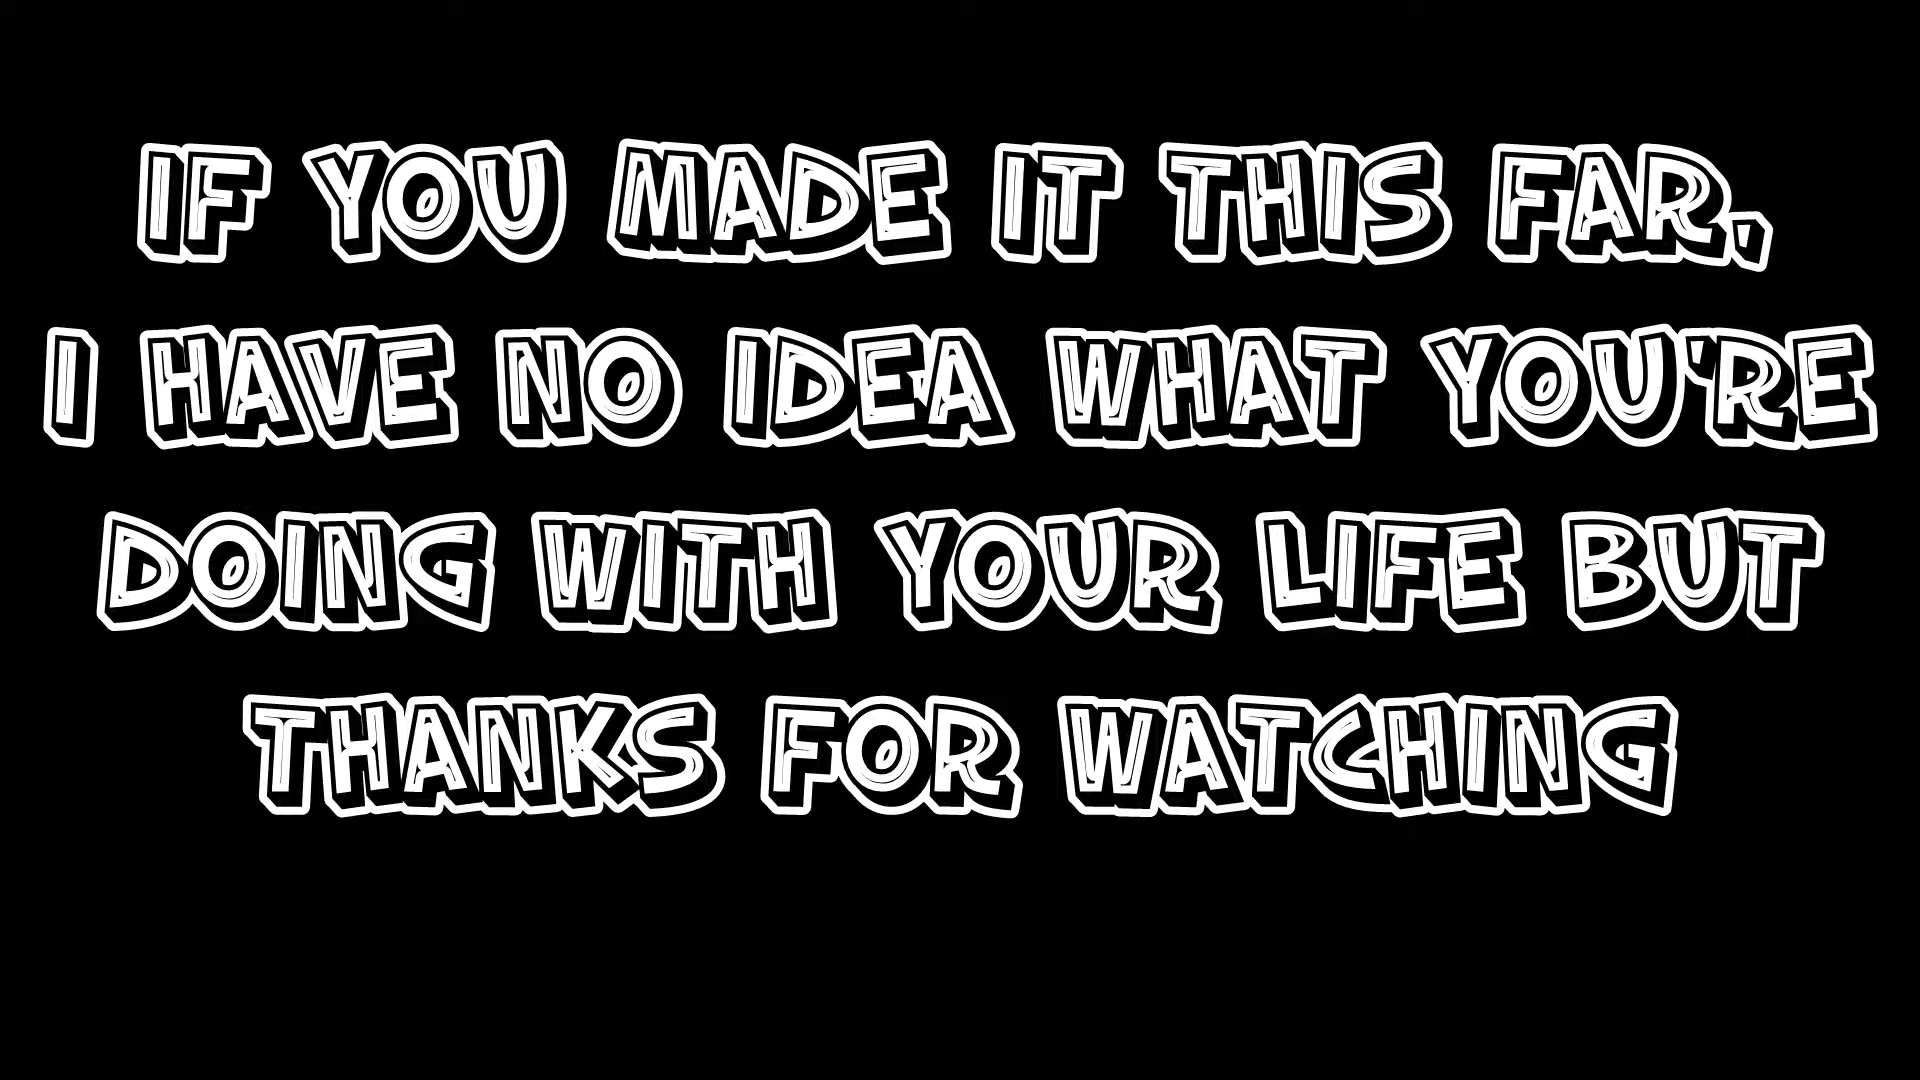 IF YOU MADE IT THIS FAR,
I HAVE NO IDEA WHAT YOU'RE
DOING WITH YOUR LIFE BUT
THANKS FOR WATCHING